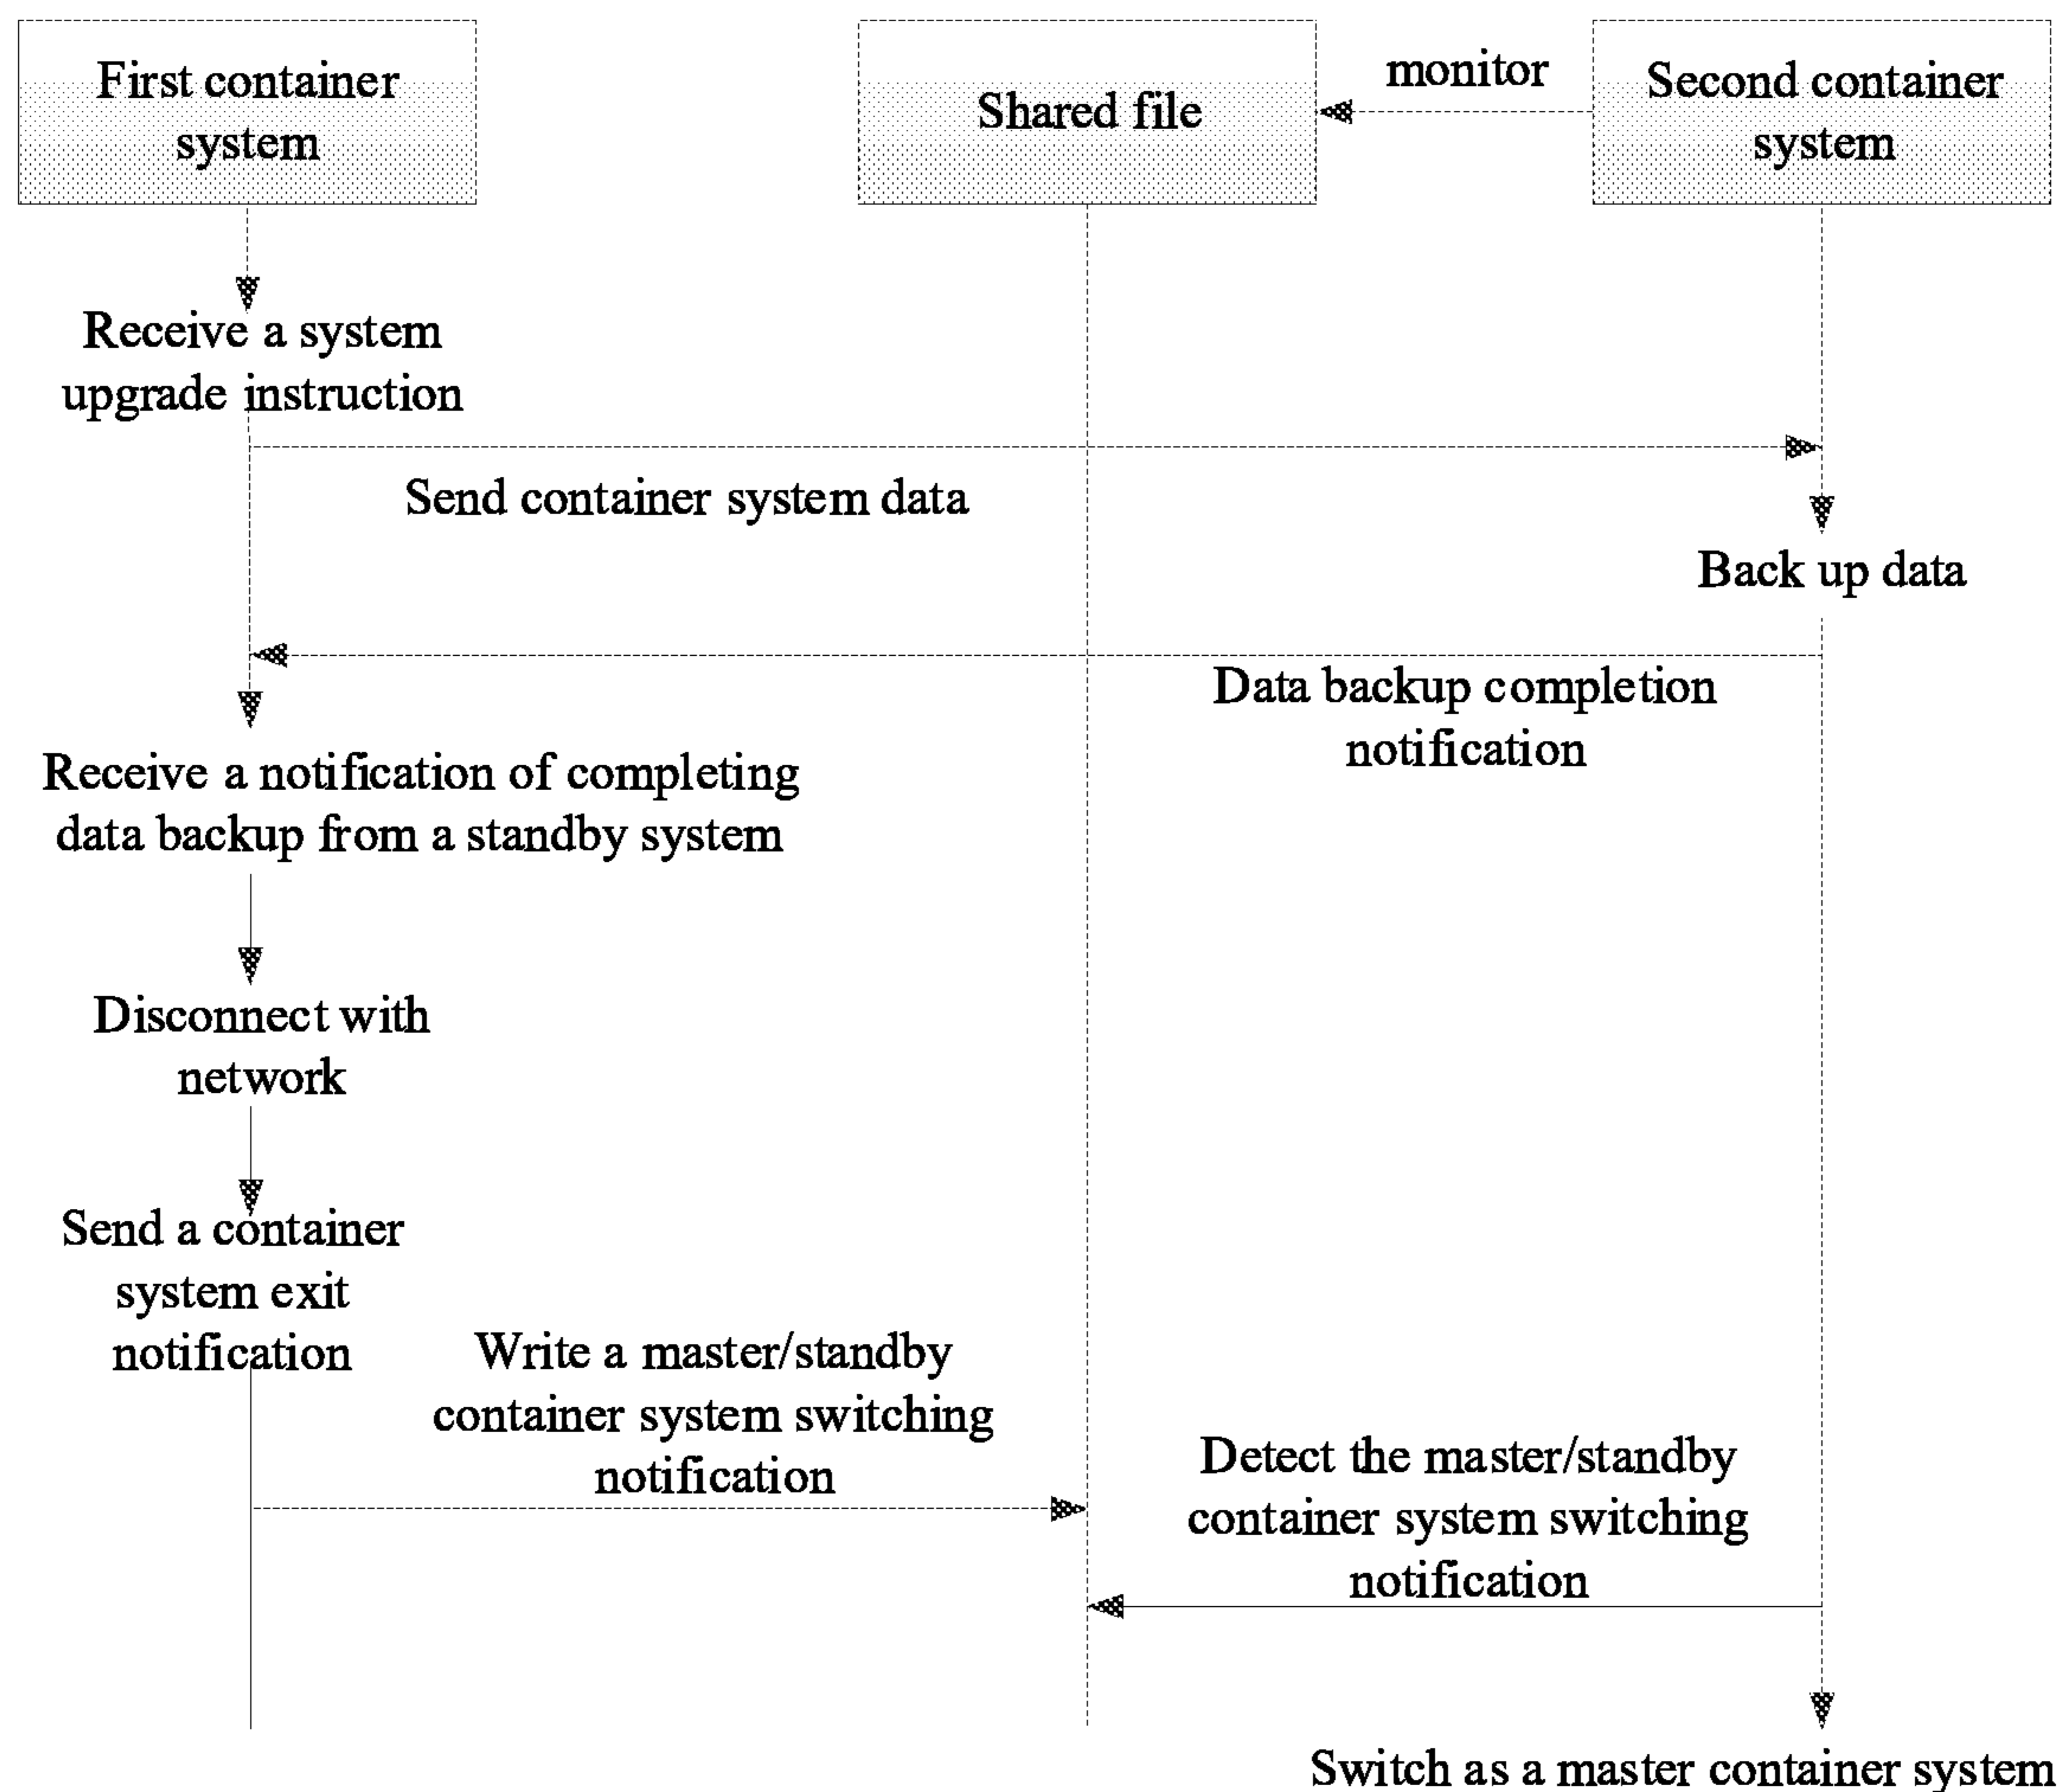 First container
system
Shared file
monitor
Second container
system
Receive a system
upgrade instruction
Send container system data
Back up data
Data backup completion
notification
Receive a notification of completing
data backup from a standby system
Disconnect with
network
Send a container
system exit
notification
Write a master/standby
container system switching
notification
Detect the master/standby
container system switching
notification
Switch as a master container system